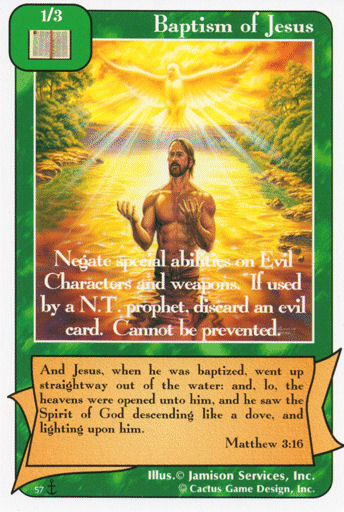 1/3
Baptism of Jesus
Negate special abilities on Evil
Characters and weapons. If used
by a N.T. prophet, discard an evil
card. Cannot be prevented.
And Jesus, when he was baptized, went up
straightway out of the water: and, lo, the
heavens were opened unto him, and he saw the
Spirit of God descending like a dove, and
lighting upon him.
Matthew 3:16
Illus.© Jamison Services, Inc.
57
© Cactus Game Design, Inc.